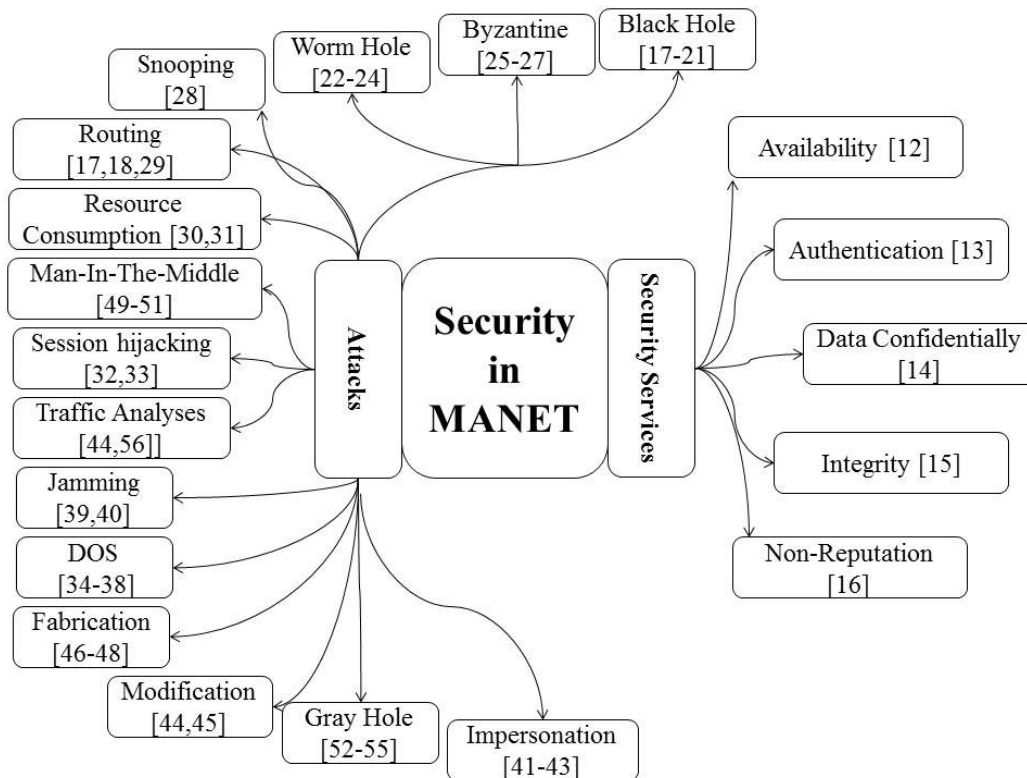 Snooping
[28]
Worm Hole
[22-24]
Byzantine
[25-27]
Black Hole
[17-21]
Routing
[17,18,29]
Resource
Consumption [30,31]
Man-In-The-Middle
[49-51]
Session hijacking
[32,33]
Traffic Analyses
[44,56]]
Jamming
[39,40]
DOS
[34-38]
Fabrication
[46-48]
Modification
[44,45]
Gray Hole
[52-55]
Impersonation
[41-43]
Attacks
Security
in
MANET
Security Services
Availability [12]
Authentication [13]
Data Confidentially
[14]
Integrity [15]
Non-Reputation
[16]